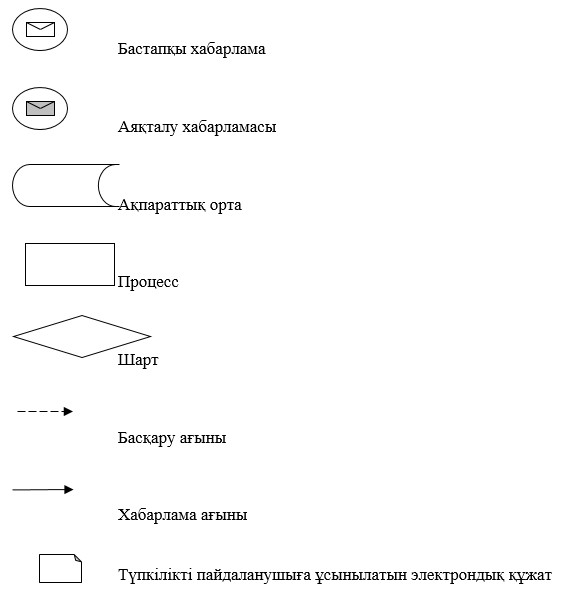 Бастапқы хабарлама
Аяқталу хабарламасы
Ақпараттық орта
Процесс
Шарт
Басқару ағыны
Хабарлама ағыны
Түпкілікті пайдаланушыға ұсынылатын электрондық құжат